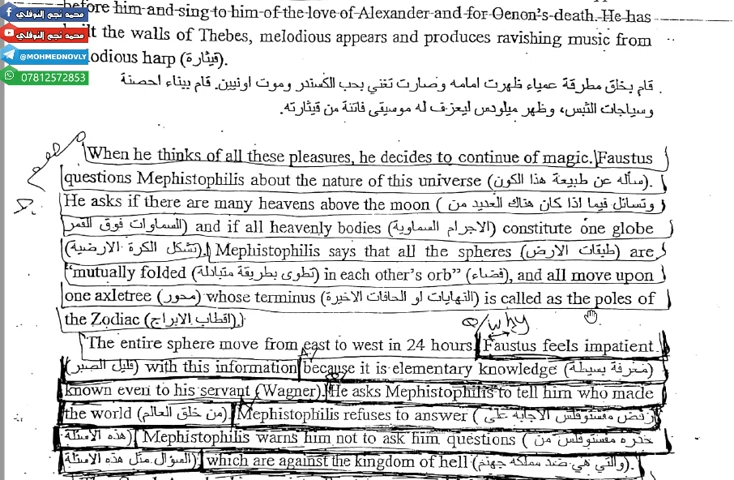 before him and sing to him of the love of Alexander and for Oenon's death. He has
lt the walls of Thebes, melodious appears and produces ravishing music from
odious harp (قيثارة).
محمد نجم النوفلي
محمد نجم النوفلي
@MOHMEDNOVLY
07812572853
. قام بخلق مطرقة عمياء ظهرت امامه وصارت تغني بحب الكسندر وموت اونيين. قام ببناء احصنة
وسياجات الثبس، وظهر ميلودس ليعزف له موسيقى فاتنة من قيثارته.
When he thinks of all these pleasures, he decides to continue of magic. Faustus
questions Mephistophilis about the nature of this universe (سأله عن طبيعة هذا الكون).
He asks if there are many heavens above the moon (وتسائل فيما اذا كان هناك العديد من
السماوات فوق القمر) and if all heavenly bodies (الاجرام السماوية) constitute one globe
(تشكل الكرة الارضية). Mephistophilis says that all the spheres (طبقات الارض) are
"mutually folded (تطوى بطريقة متبادلة) in each other's orb" (فضاء), and all move upon
one axletree (محور) whose terminus (النهايات او الحافات الاخيرة) is called as the poles of
the Zodiac (اقطاب الابراج).
Q/ why
The entire sphere move from east to west in 24 hours. Faustus feels impatient
(قليل الصبر) with this information because it is elementary knowledge (معرفة بسيطة)
known even to his servant (Wagner). He asks Mephistophilis to tell him who made
the world (من خلق العالم). Mephistophilis refuses to answer (رفض مفستوفلس الاجابه على
هذه الاسئلة) Mephistophilis warns him not to ask him questions (حذره مفستوفلس من
السؤال مثل هذه الاسئلة) which are against the kingdom of hell (والتي هي ضد مملكه جهنم).